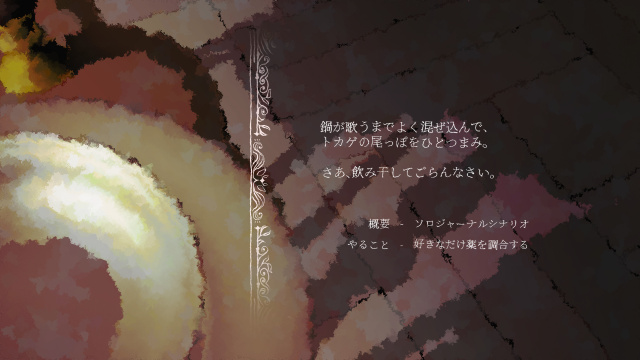 鍋が歌うまでよく混ぜ込んで、
トカゲの尾っぽをひとつまみ。
さあ、飲み干してごらんなさい。
概要 - ソロジャーナルシナリオ
やること - 好きなだけ薬を調合する